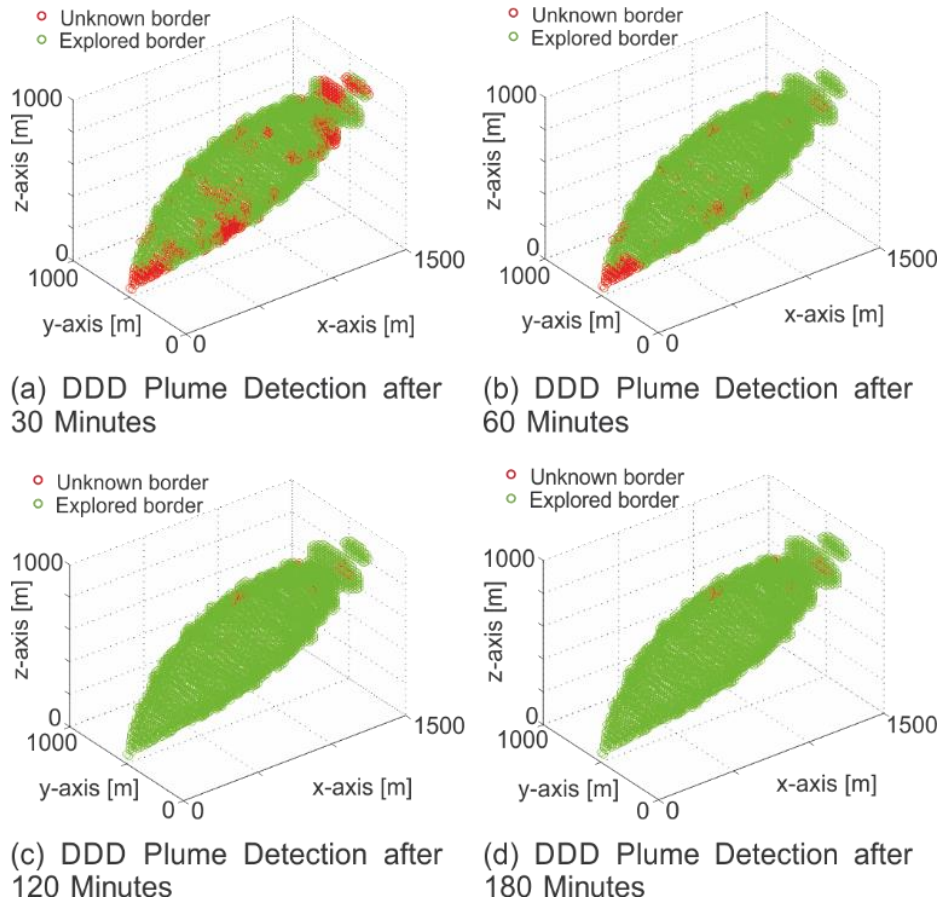 Unknown border
Explored border
1000
z-axis [m]
0
1000
y-axis [m]
0
0
x-axis [m]
1500
(a) DDD Plume Detection after
30 Minutes
Unknown border
Explored border
1000
z-axis [m]
0
1000
y-axis [m]
0
0
x-axis [m]
1500
(b) DDD Plume Detection after
60 Minutes
Unknown border
Explored border
1000
z-axis [m]
0
1000
y-axis [m]
0
0
x-axis [m]
1500
(c) DDD Plume Detection after
120 Minutes
Unknown border
Explored border
1000
z-axis [m]
0
1000
y-axis [m]
0
0
x-axis [m]
1500
(d) DDD Plume Detection after
180 Minutes